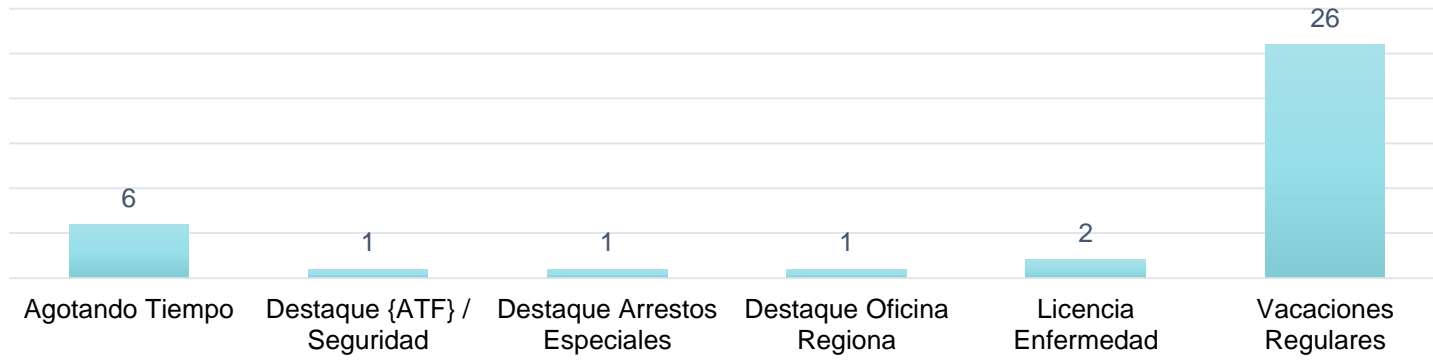 26
6
1
1
1
2
Agotando Tiempo
Destaque {ATF} /
Seguridad
Destaque Arrestos
Especiales
Destaque Oficina
Regiona
Licencia
Enfermedad
Vacaciones
Regulares